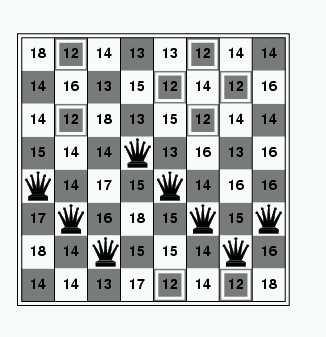 18 12 14 13 13 12 14 14
14 16 13 15 12 14 12 16
14 12 18 13 15 12 14 14
15 14 14 13 16 13 16
14 17 15 14 16 16
17 16 18 15 15
18 14 15 15 14 16
14 14 13 17 12 14 12 18